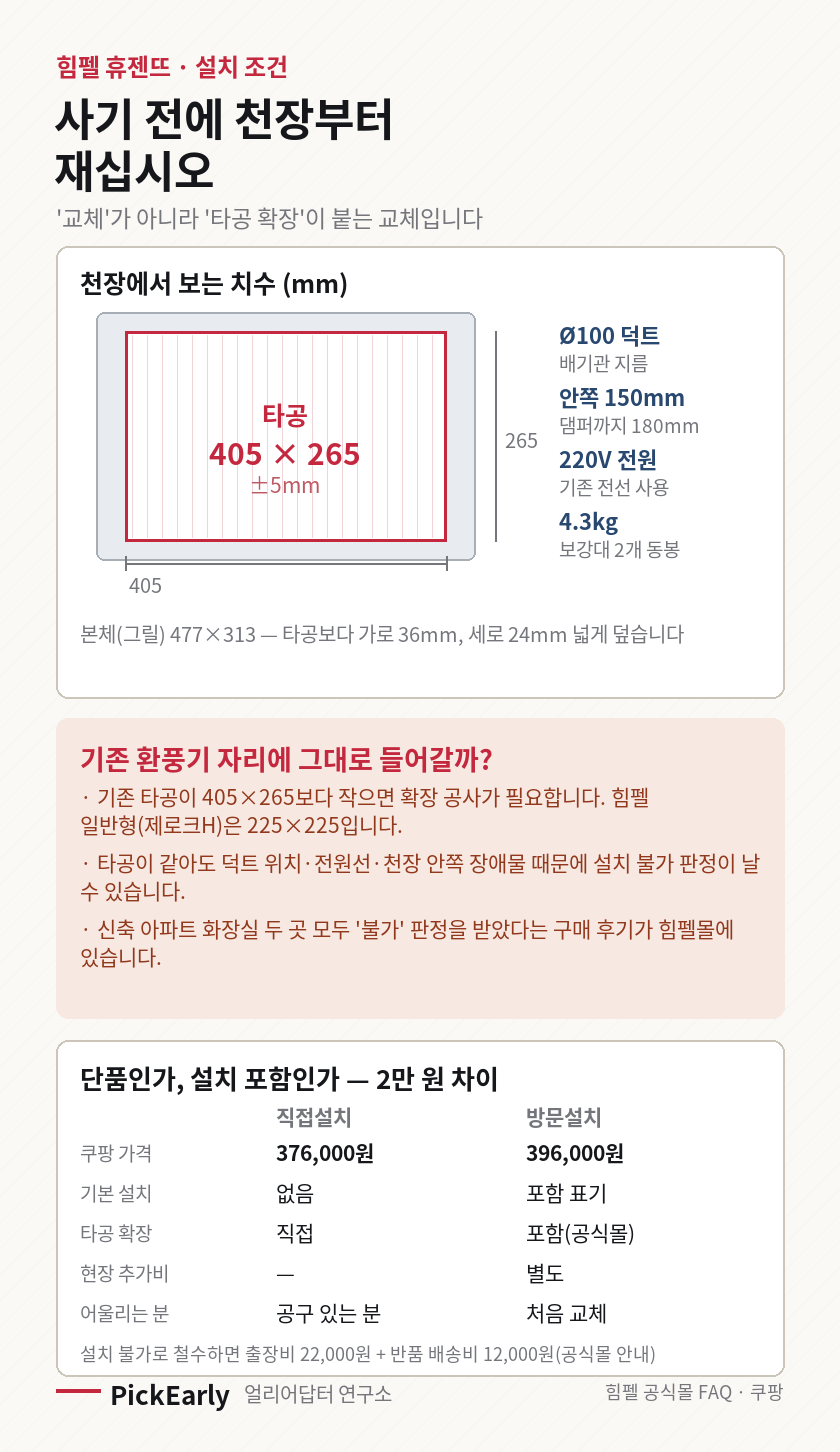 힘펠 휴젠뜨 · 설치 조건
사기 전에 천장부터
재십시오
'교체'가 아니라 '타공 확장'이 붙는 교체입니다
천장에서 보는 치수 (mm)
타공
405 × 265
±5mm
265
405
Ø100 덕트
배기관 지름
안쪽 150mm
댐퍼까지 180mm
220V 전원
기존 전선 사용
4.3kg
보강대 2개 동봉
본체(그릴) 477×313 — 타공보다 가로 36mm, 세로 24mm 넓게 덮습니다
기존 환풍기 자리에 그대로 들어갈까?
· 기존 타공이 405×265보다 작으면 확장 공사가 필요합니다. 힘펠
일반형(제로크H)은 225×225입니다.
· 타공이 같아도 덕트 위치·전원선·천장 안쪽 장애물 때문에 설치 불가 판정이 날
수 있습니다.
· 신축 아파트 화장실 두 곳 모두 '불가' 판정을 받았다는 구매 후기가 힘펠몰에
있습니다.
단품인가, 설치 포함인가 — 2만 원 차이
직접설치 방문설치
쿠팡 가격 376,000원 396,000원
기본 설치 없음 포함 표기
타공 확장 직접 포함(공식몰)
현장 추가비 — 별도
어울리는 분 공구 있는 분 처음 교체
설치 불가로 철수하면 출장비 22,000원 + 반품 배송비 12,000원(공식몰 안내)
PickEarly 얼리어답터 연구소 힘펠 공식몰 FAQ · 쿠팡